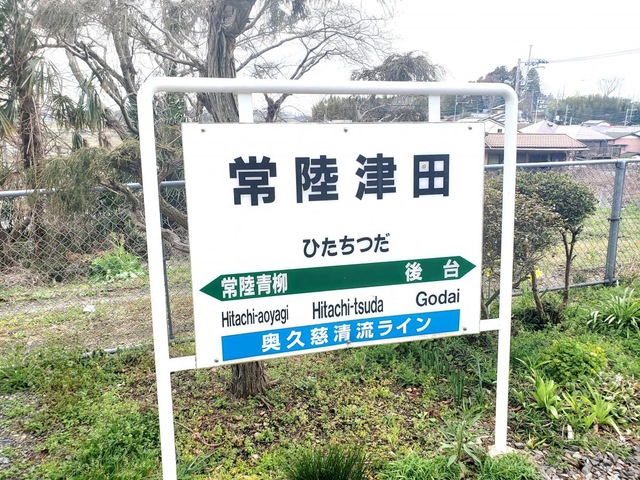 常陸津田
ひたちつだ
常陸青柳 後台
Hitachi-aoyagi Hitachi-tsuda Godai
奥久慈清流ライン